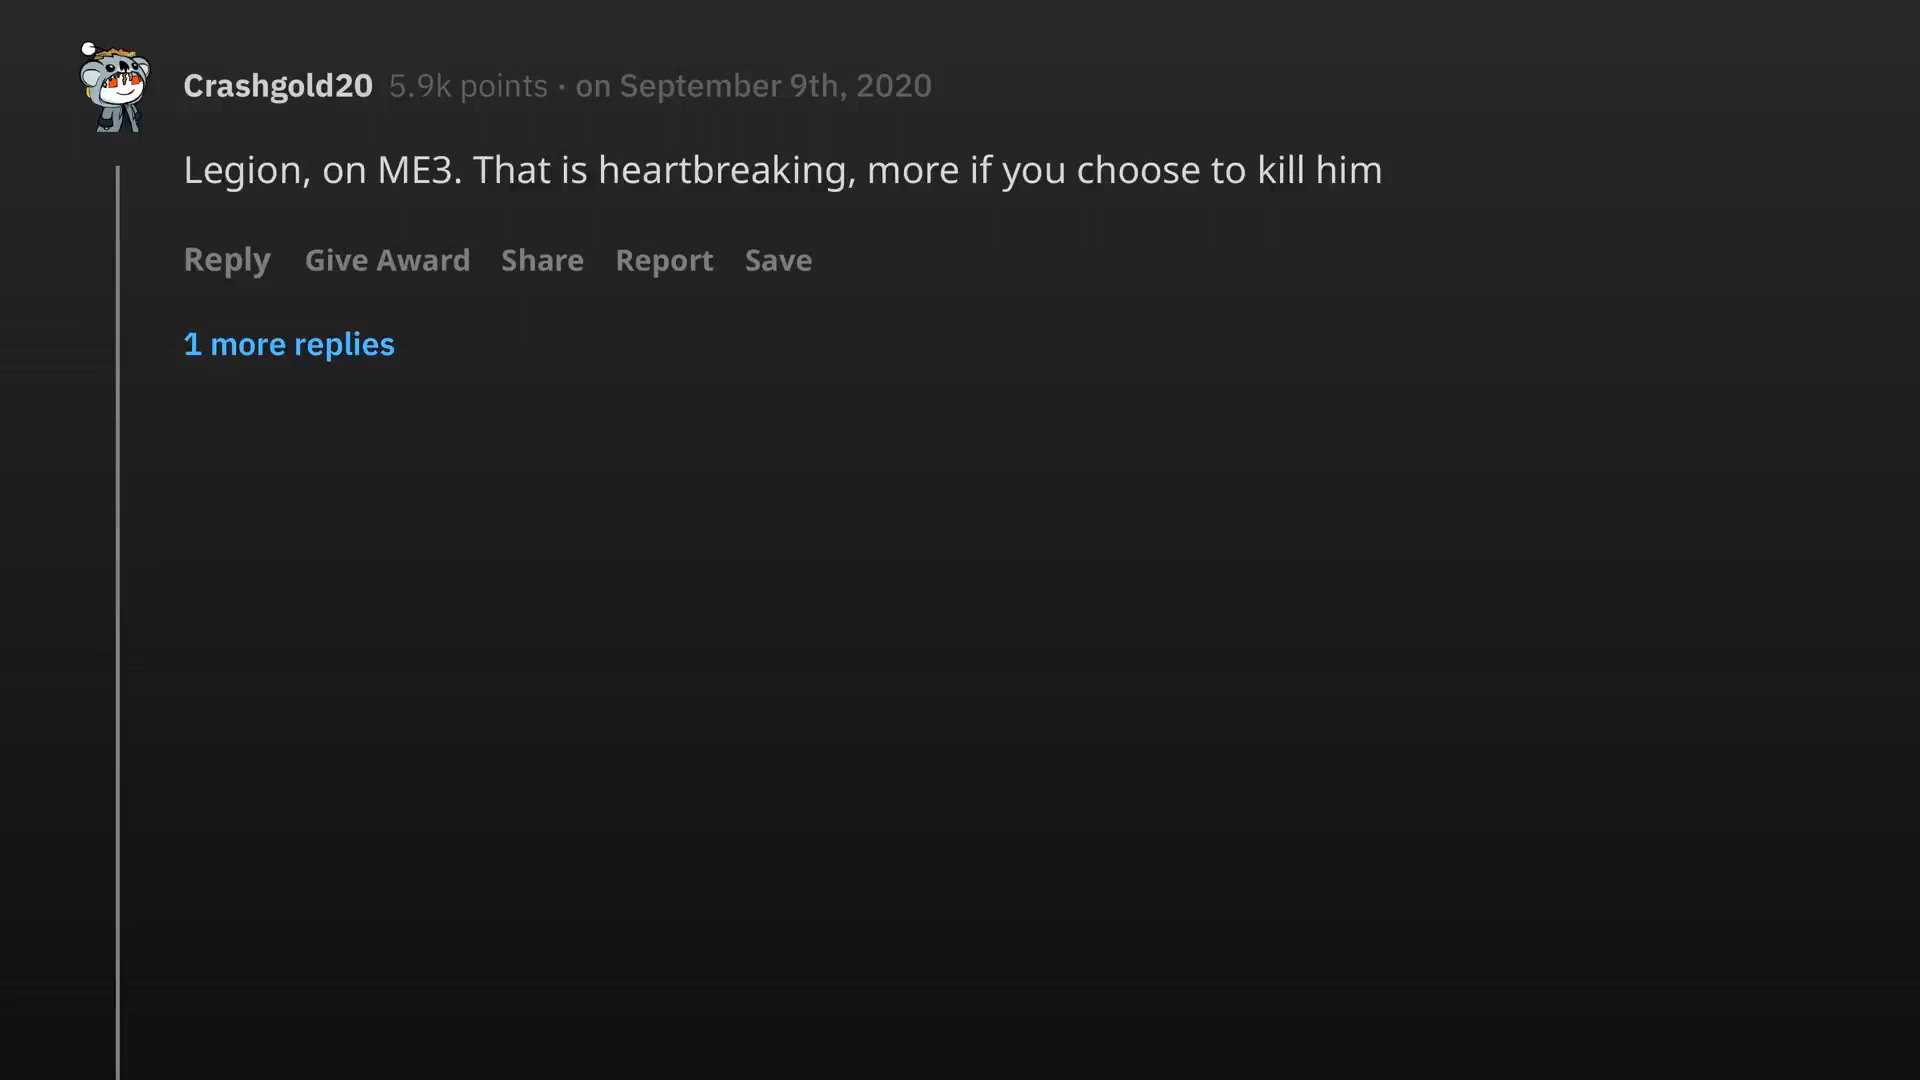 Crashgold20 5.9k points · on September 9th, 2020
Legion, on ME3. That is heartbreaking, more if you choose to kill him
Reply Give Award Share Report Save
1 more replies